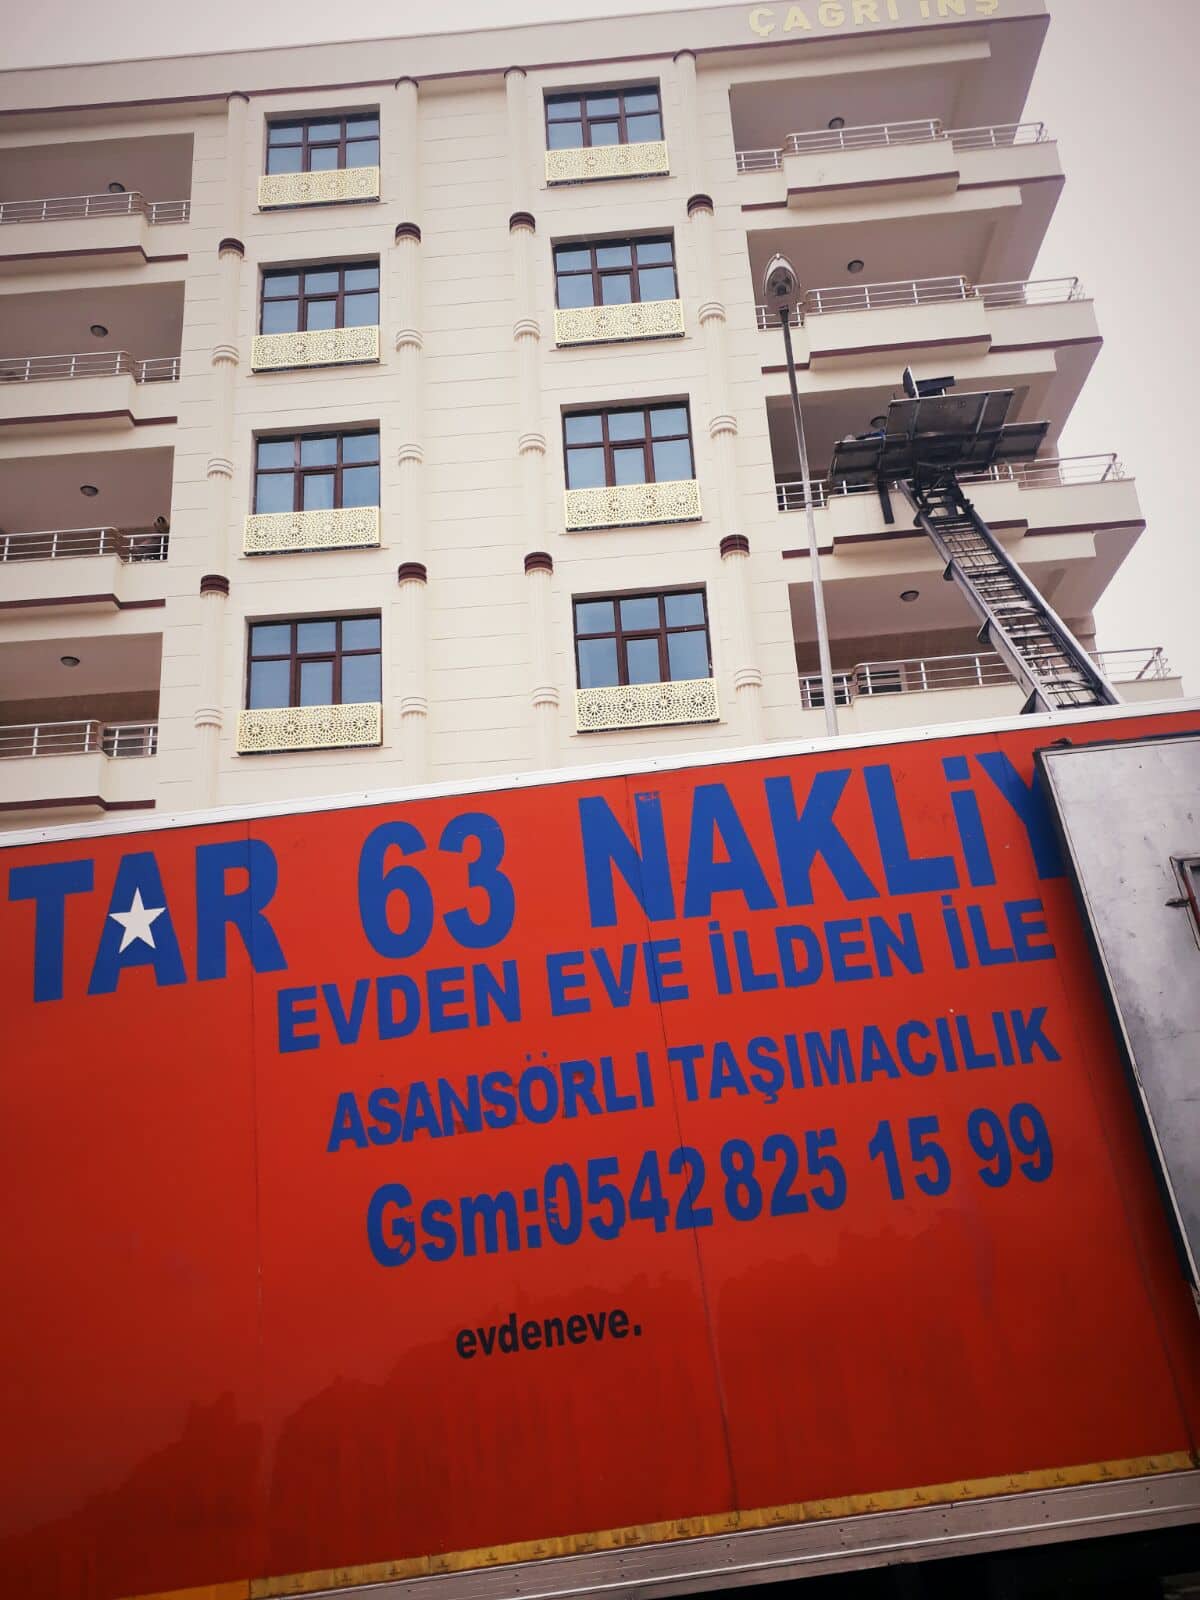 ÇAĞRI İNŞ
TAR 63 NAKLİY
EVDEN EVE İLDEN İLE
ASANSÖRLI TAŞIMACILIK
Gsm:0542 825 15 99
evdeneve.